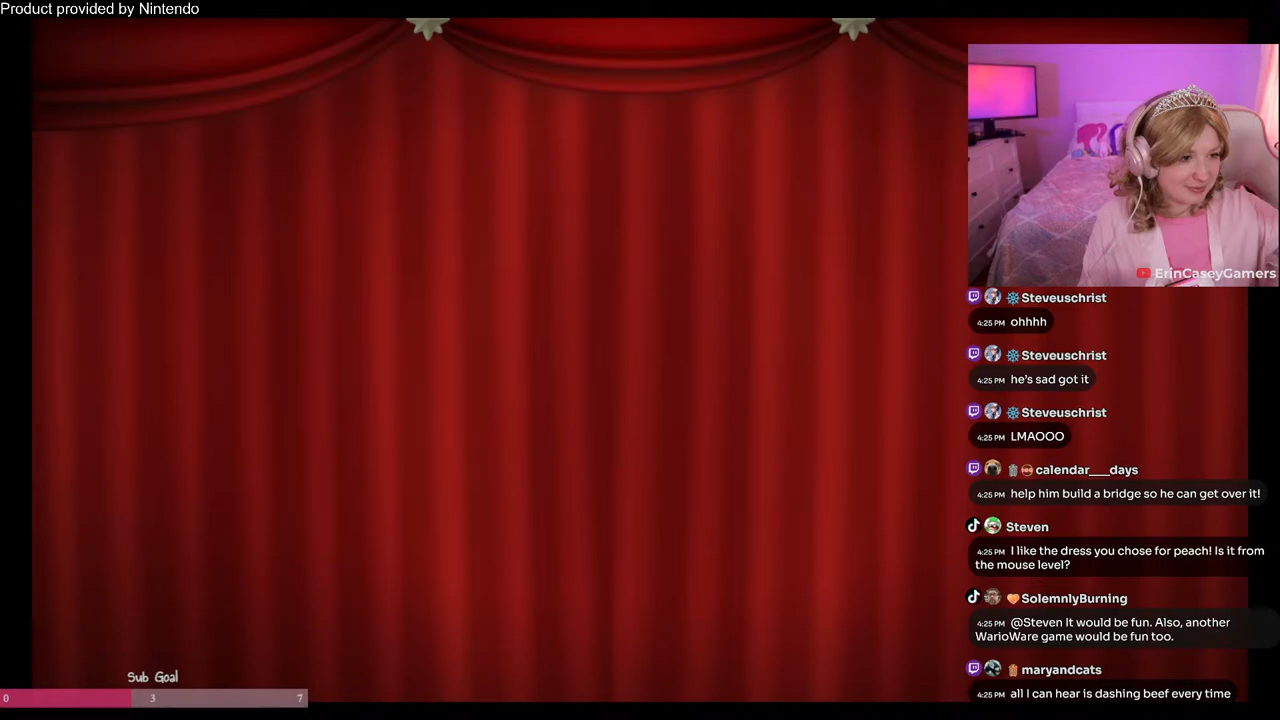 Product provided by Nintendo
ErinCaseyGamers
Steveuschrist
4:25 PM ohhhh
Steveuschrist
4:25 PM he's sad got it
Steveuschrist
4:25 PM LMAOOO
calendar___days
4:25 PM help him build a bridge so he can get over it!
Steven
4:25 PM I like the dress you chose for peach! Is it from
the mouse level?
SolemnlyBurning
4:25 PM @Steven It would be fun. Also, another
WarioWare game would be fun too.
maryandcats
4:25 PM all I can hear is dashing beef every time
Sub Goal
0 3 7